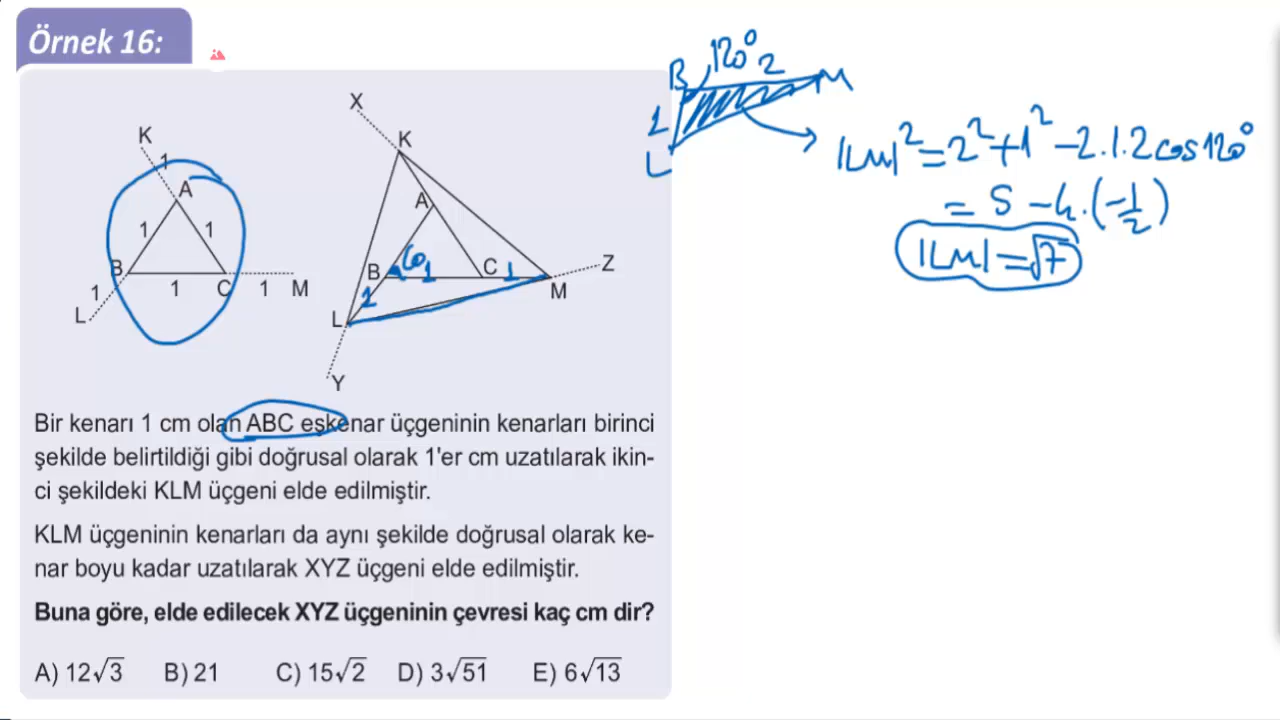 Örnek 16:
K
1
A
1
1
B
1
C
1
M
1
L
X
K
A
60
B
1
C
1
Z
M
1
L
Y
B
120°
2
M
1
L
|LM|² = 2² + 1² - 2.1.2 cos120°
= 5 - 4.(-1/2)
|LM| = √7
Bir kenarı 1 cm olan ABC eşkenar üçgeninin kenarları birinci
şekilde belirtildiği gibi doğrusal olarak 1'er cm uzatılarak ikin-
ci şekildeki KLM üçgeni elde edilmiştir.
KLM üçgeninin kenarları da aynı şekilde doğrusal olarak ke-
nar boyu kadar uzatılarak XYZ üçgeni elde edilmiştir.
Buna göre, elde edilecek XYZ üçgeninin çevresi kaç cm dir?
A) 12√3 B) 21 C) 15√2 D) 3√51 E) 6√13